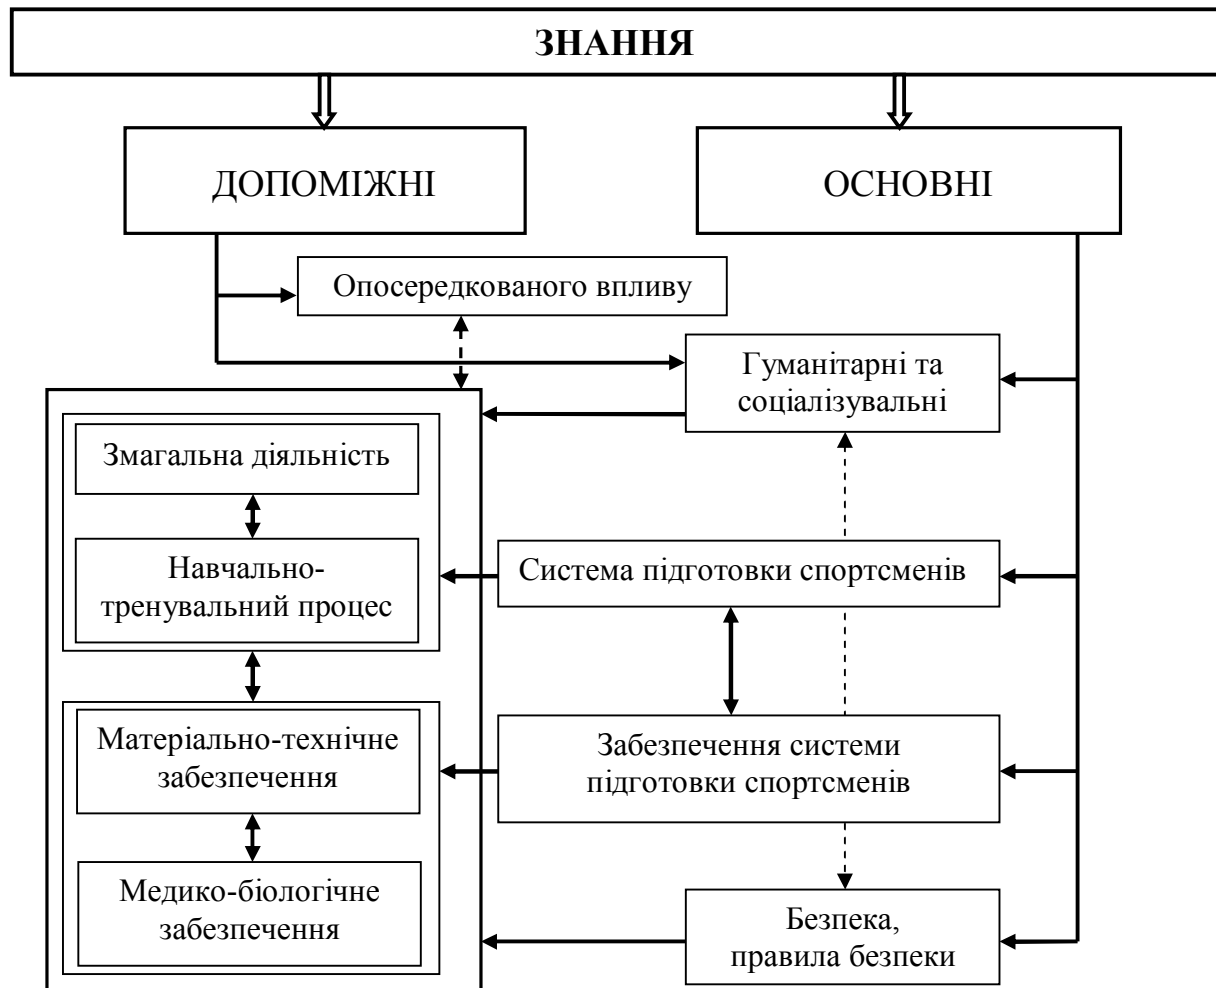 ЗНАННЯ
ДОПОМІЖНІ
ОСНОВНІ
Опосередкованого впливу
Гуманітарні та
соціалізувальні
Змагальна діяльність
Навчально-
тренувальний процес
Система підготовки спортсменів
Матеріально-технічне
забезпечення
Забезпечення системи
підготовки спортсменів
Медико-біологічне
забезпечення
Безпека,
правила безпеки